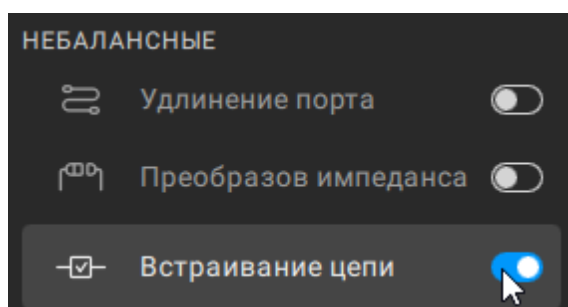 НЕБАЛАНСНЫЕ
Удлинение порта
Преобразов импеданса
Встраивание цепи